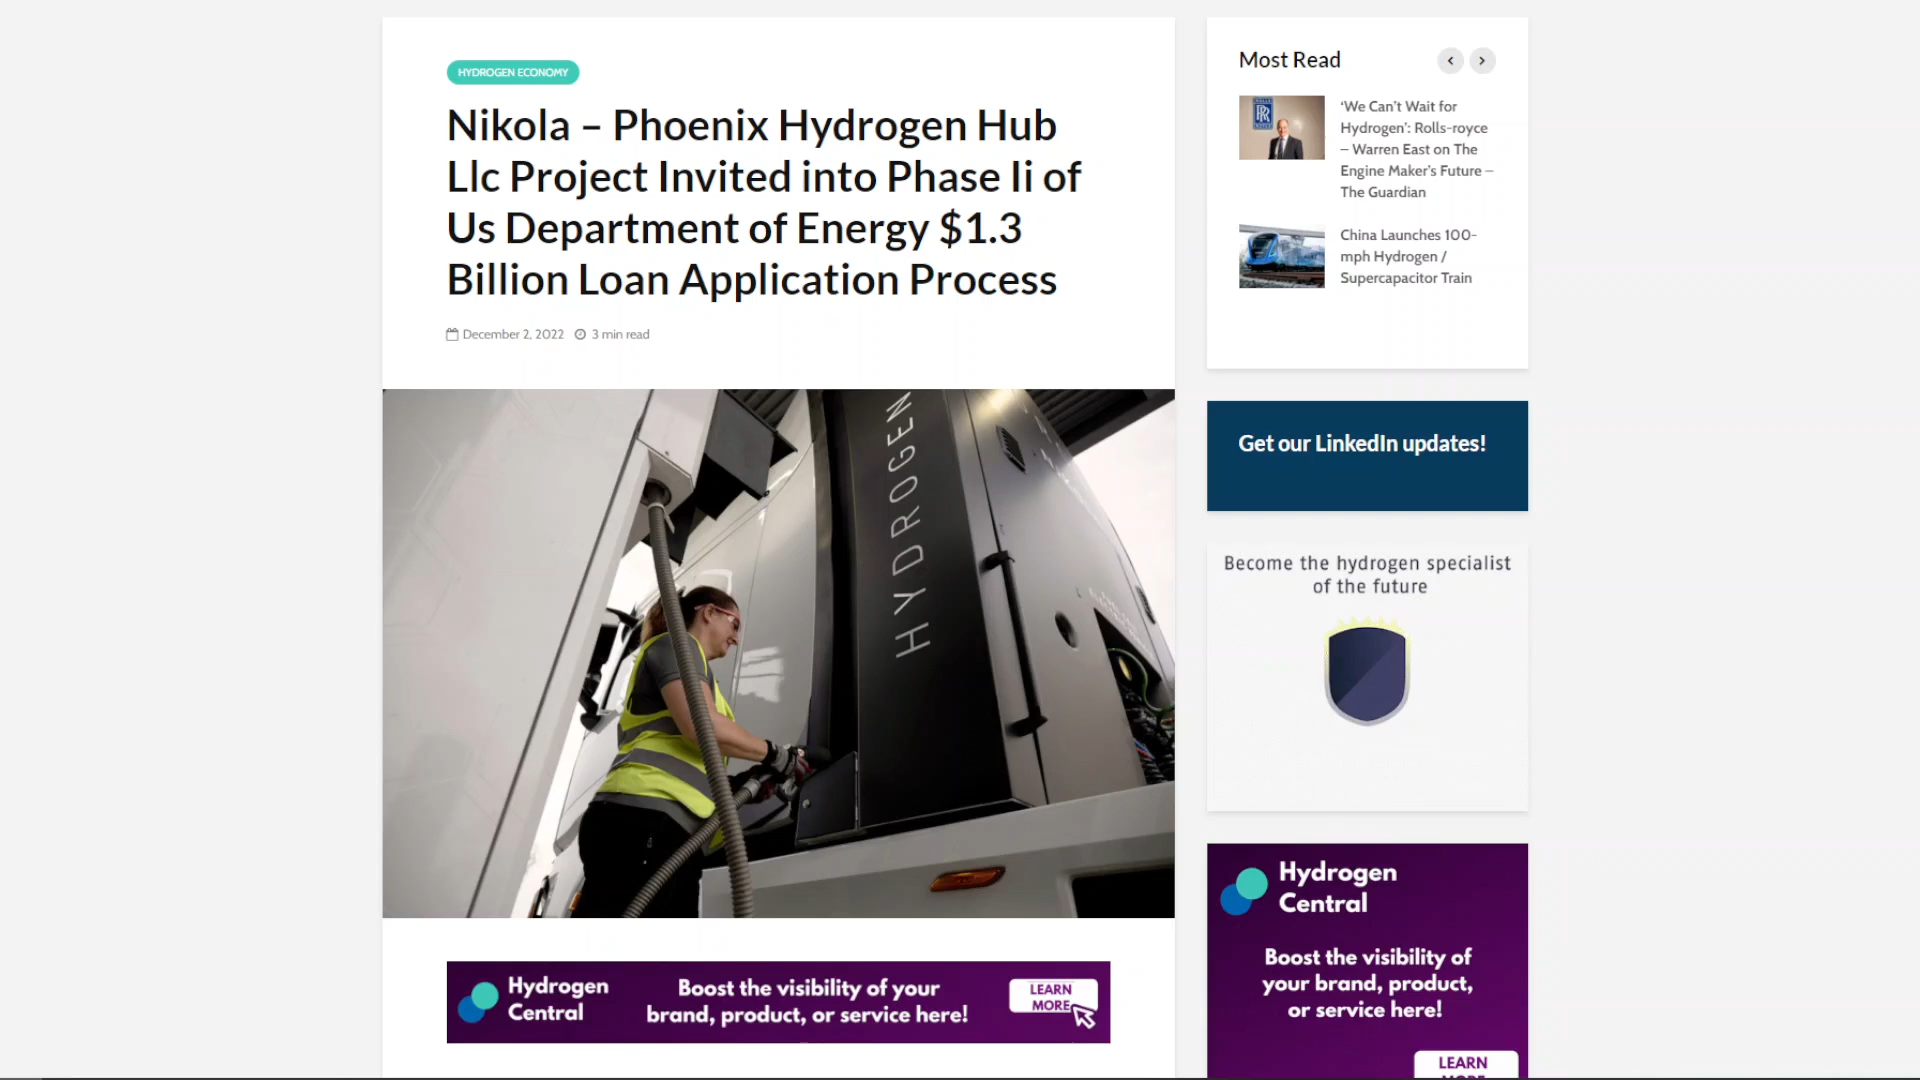 HYDROGEN ECONOMY
Nikola – Phoenix Hydrogen Hub
Llc Project Invited into Phase Ii of
Us Department of Energy $1.3
Billion Loan Application Process
December 2, 2022 3 min read
HYDROGEN
Hydrogen
Central
Boost the visibility of your
brand, product, or service here!
LEARN
MORE
Most Read
‘We Can’t Wait for
Hydrogen’: Rolls-royce
– Warren East on The
Engine Maker’s Future –
The Guardian
China Launches 100-
mph Hydrogen /
Supercapacitor Train
Get our LinkedIn updates!
Become the hydrogen specialist
of the future
Hydrogen
Central
Boost the visibility of
your brand, product,
or service here!
LEARN
MORE